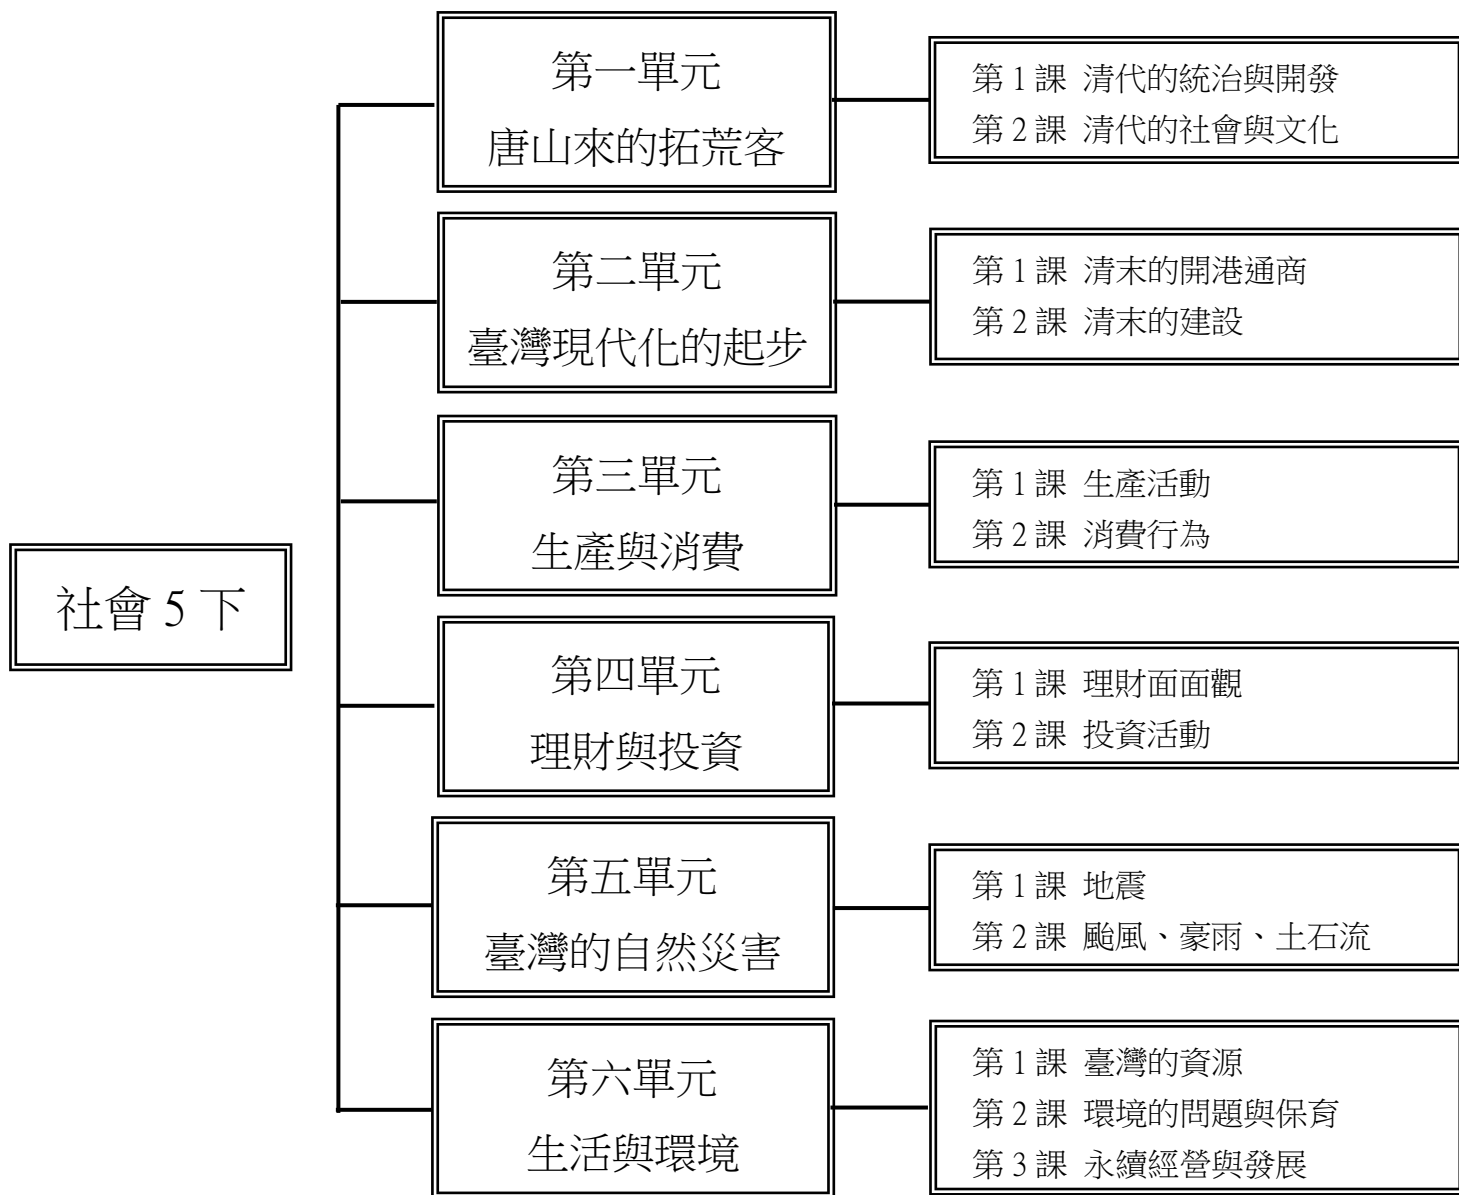 社會 5 下
第一單元
唐山來的拓荒客
第 1 課 清代的統治與開發
第 2 課 清代的社會與文化
第二單元
臺灣現代化的起步
第 1 課 清末的開港通商
第 2 課 清末的建設
第三單元
生產與消費
第 1 課 生產活動
第 2 課 消費行為
第四單元
理財與投資
第 1 課 理財面面觀
第 2 課 投資活動
第五單元
臺灣的自然災害
第 1 課 地震
第 2 課 颱風、豪雨、土石流
第六單元
生活與環境
第 1 課 臺灣的資源
第 2 課 環境的問題與保育
第 3 課 永續經營與發展